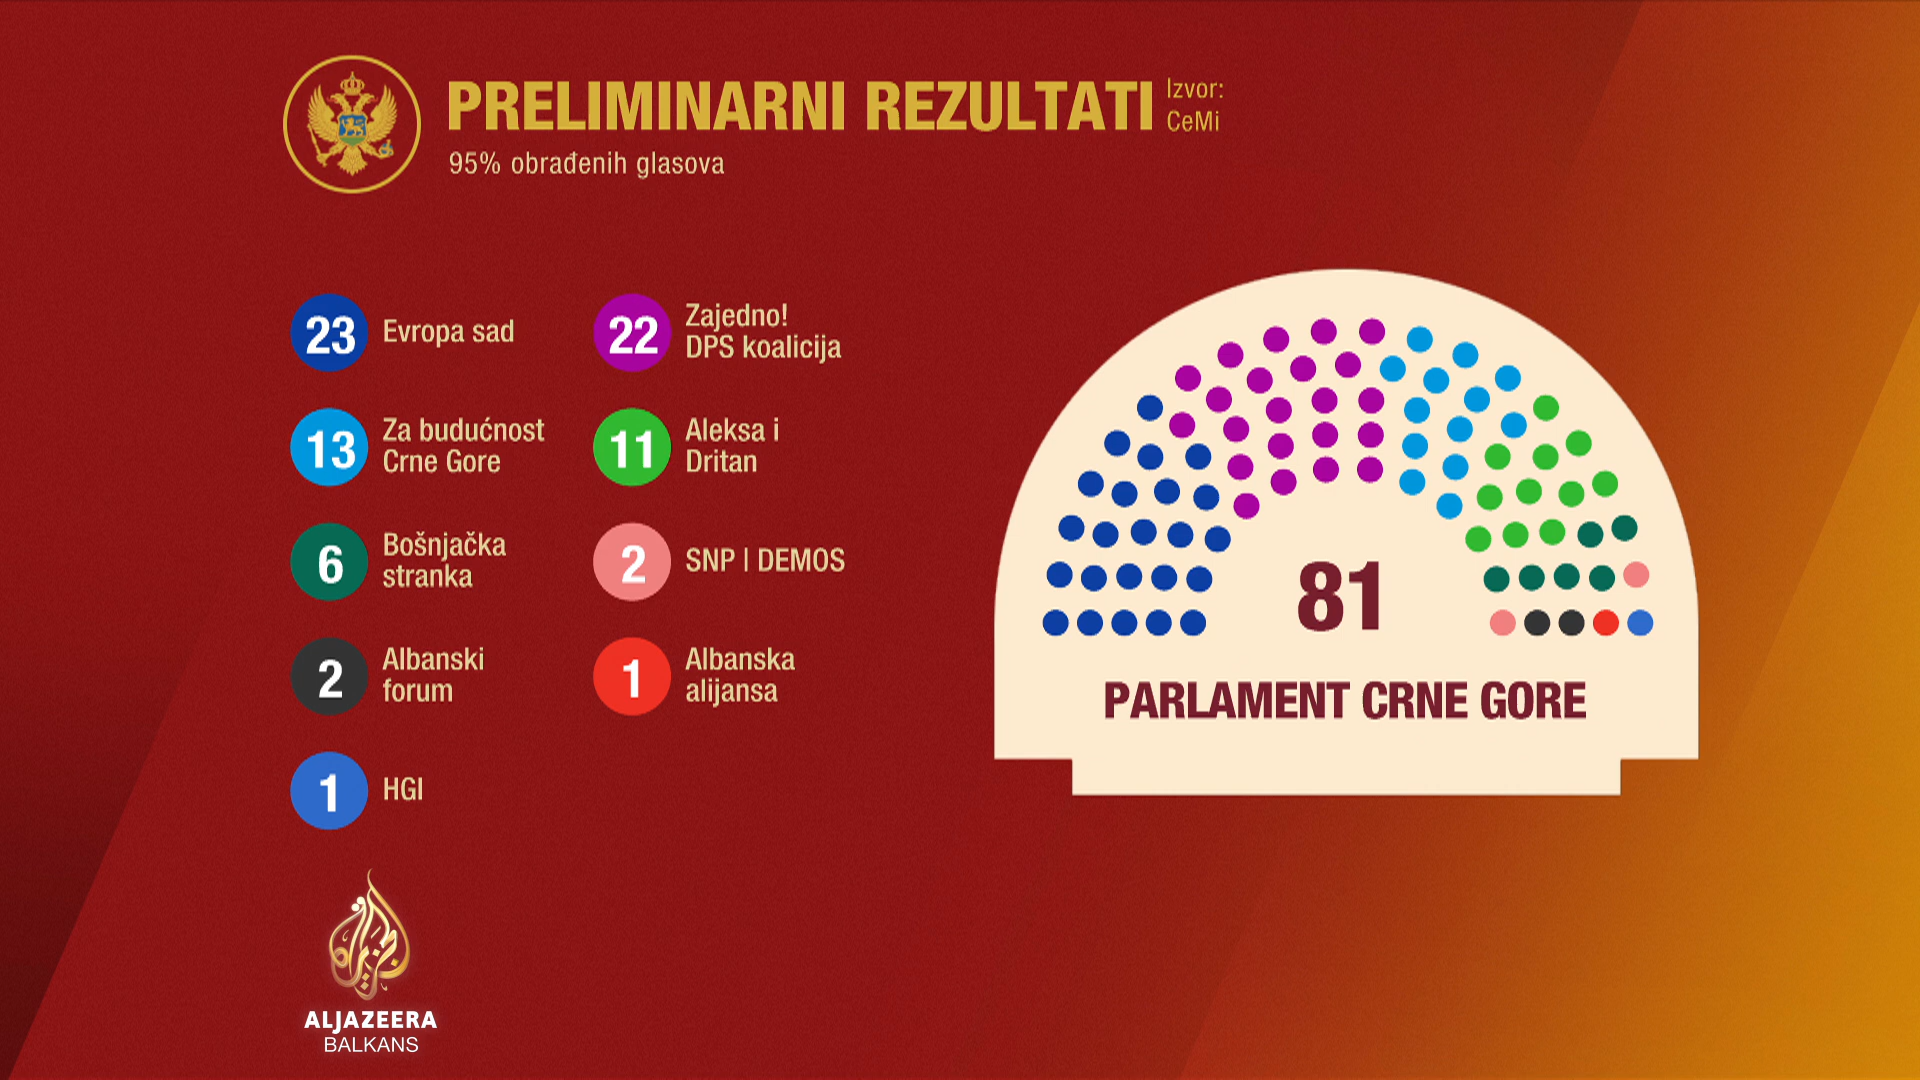 PRELIMINARNI REZULTATI
Izvor:
CeMi
95% obrađenih glasova
23 Evropa sad
22 Zajedno!
DPS koalicija
13 Za budućnost
Crne Gore
11 Aleksa i
Dritan
6 Bošnjačka
stranka
2 SNP | DEMOS
2 Albanski
forum
1 Albanska
alijansa
1 HGI
81
PARLAMENT CRNE GORE
ALJAZEERA
BALKANS